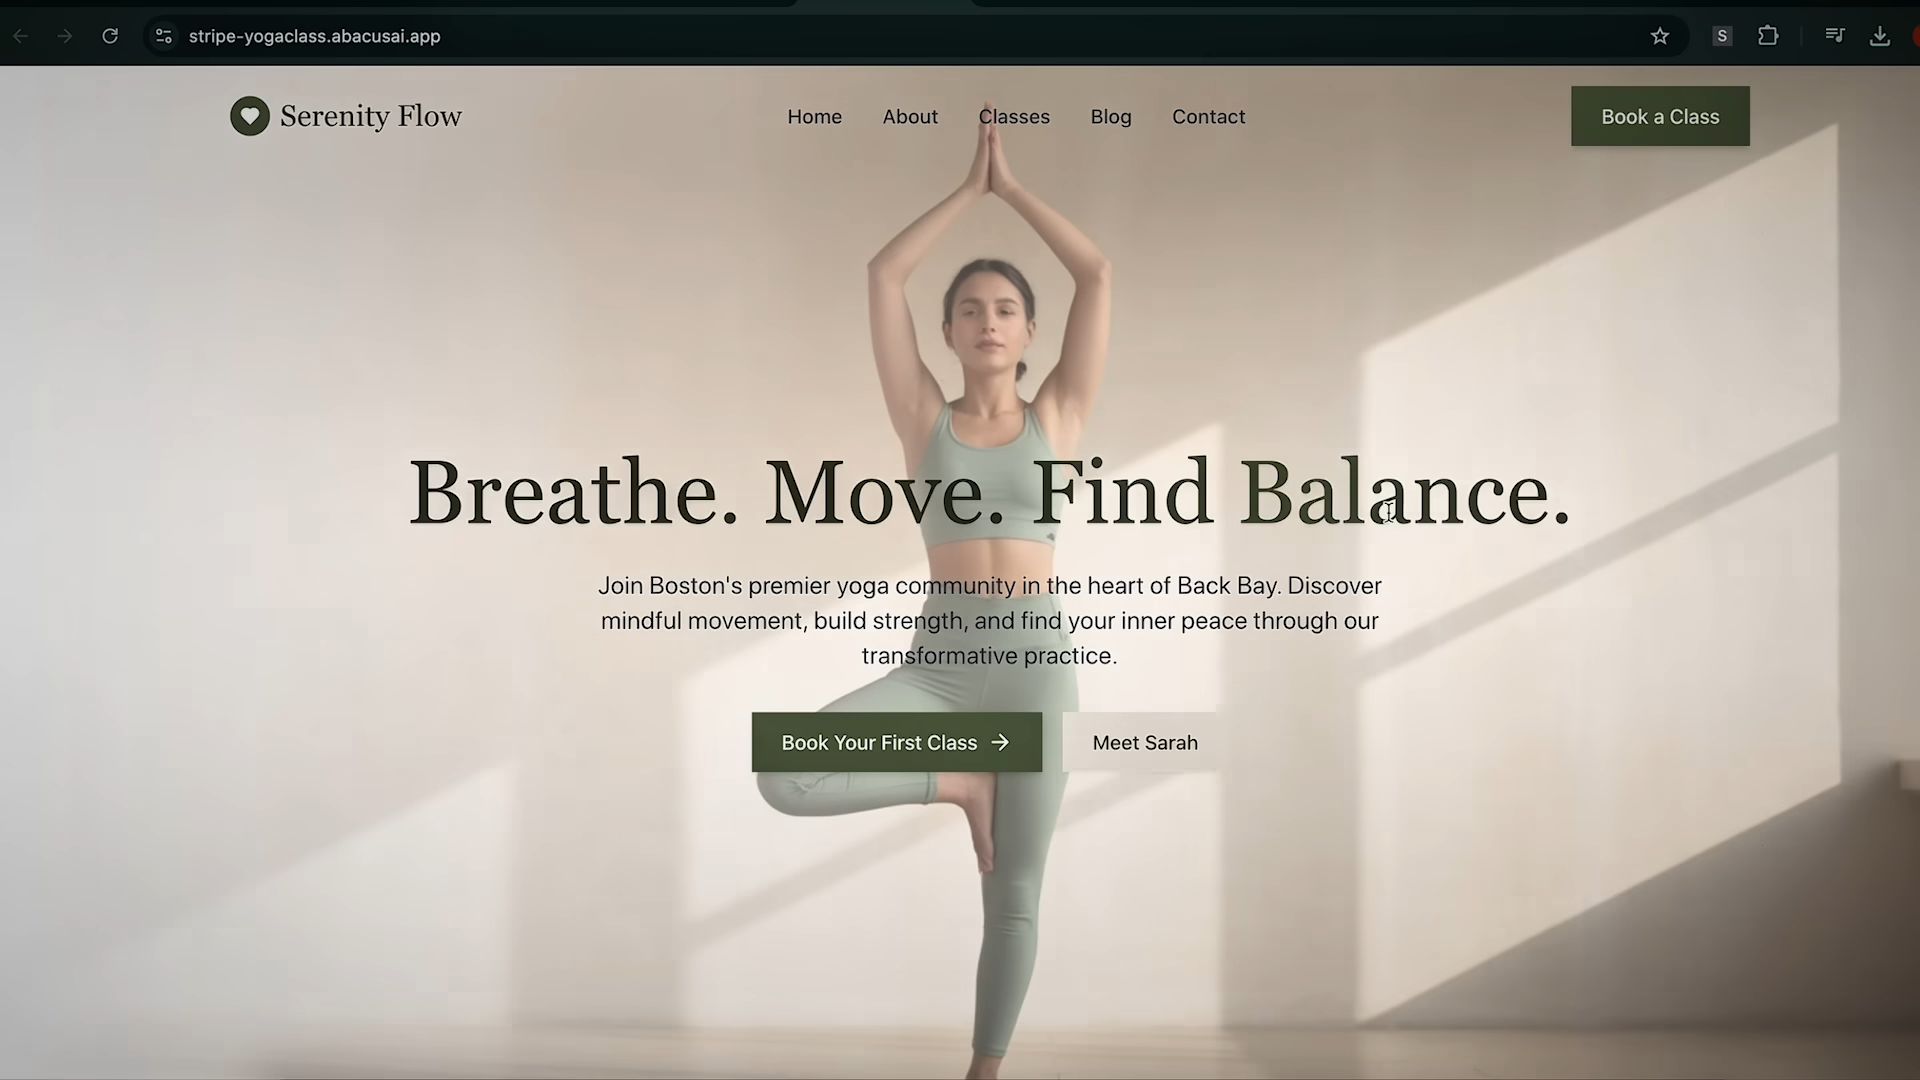 stripe-yogaclass.abacusai.app
S
Serenity Flow
Home About Classes Blog Contact
Book a Class
Breathe. Move. Find Balance.
Join Boston's premier yoga community in the heart of Back Bay. Discover
mindful movement, build strength, and find your inner peace through our
transformative practice.
Book Your First Class →
Meet Sarah